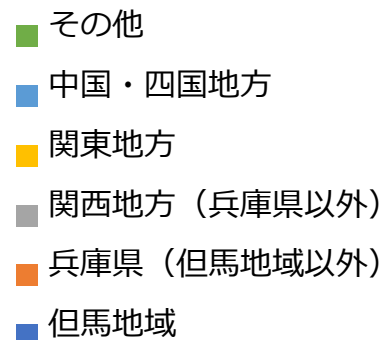 その他
中国・四国地方
関東地方
関西地方（兵庫県以外）
兵庫県（但馬地域以外）
但馬地域